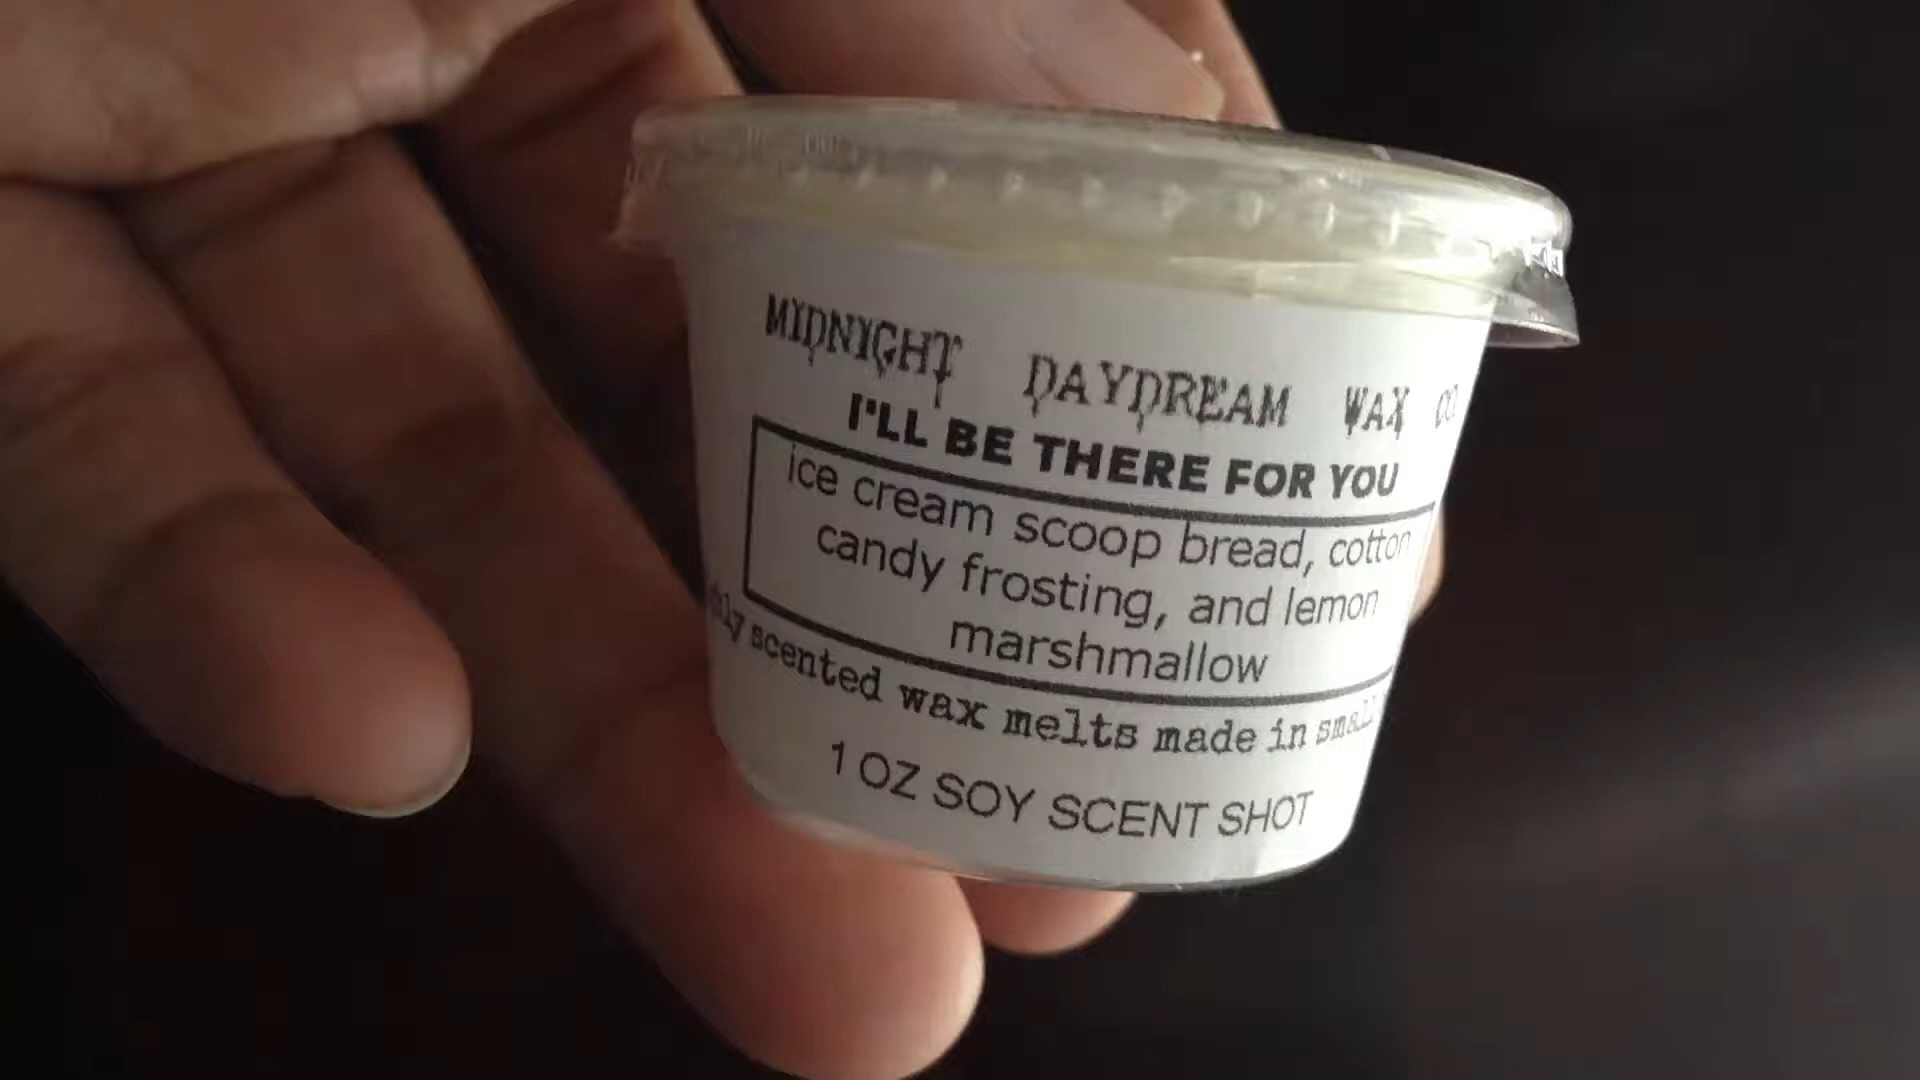 MIDNIGHT DAYDREAM WAX CO
I'LL BE THERE FOR YOU
ice cream scoop bread, cotton
candy frosting, and lemon
marshmallow
scented wax melts made in small
1 OZ SOY SCENT SHOT